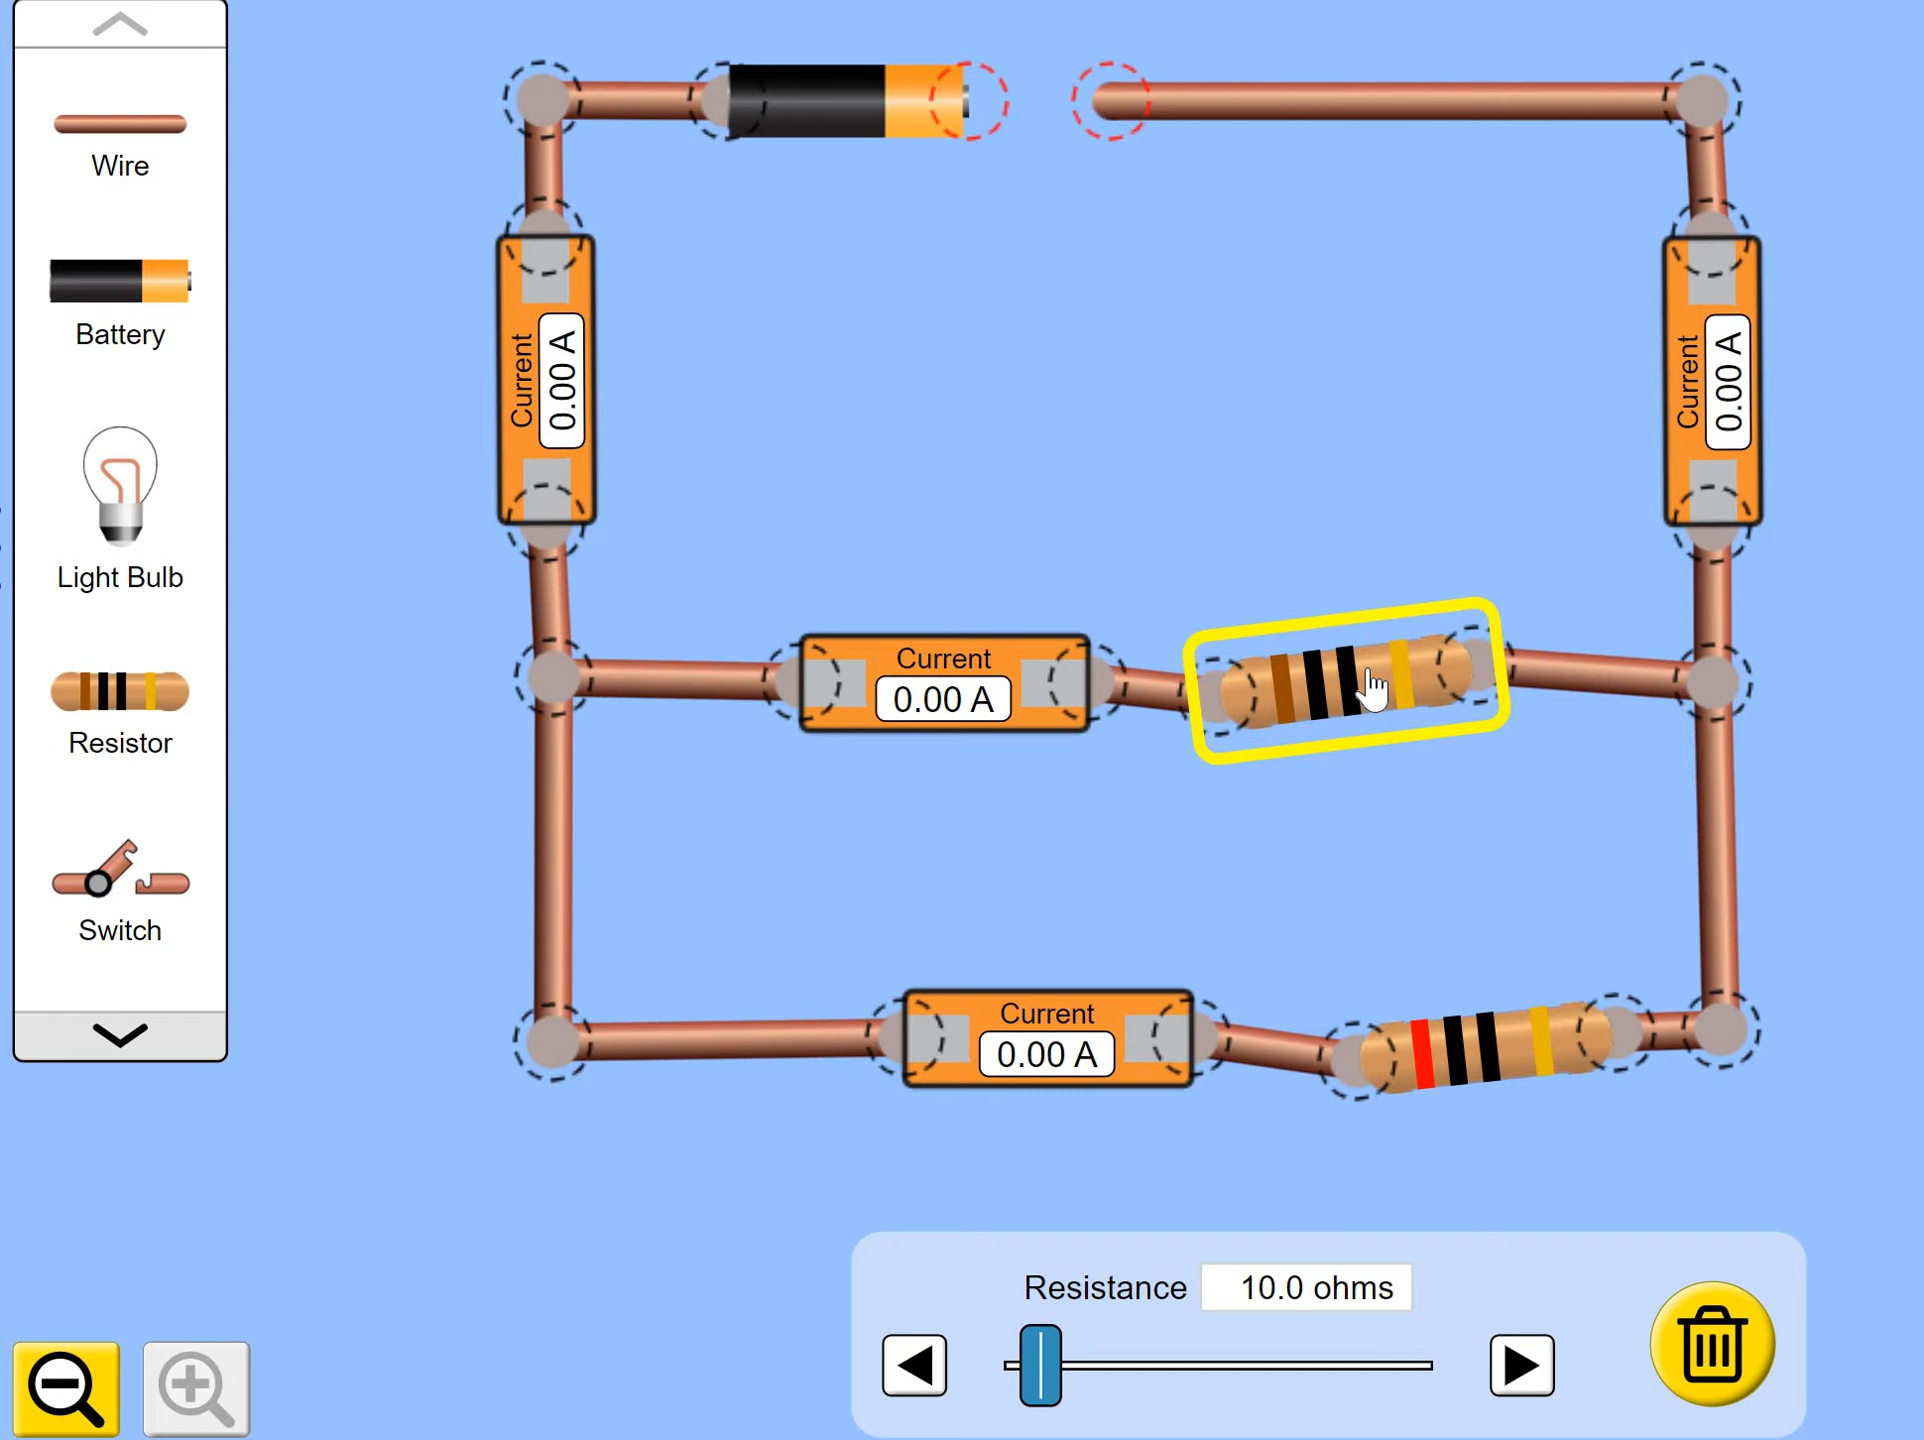 Wire
Battery
Light Bulb
Resistor
Switch
Current
0.00 A
Current
0.00 A
Current
0.00 A
Current
0.00 A
Resistance 10.0 ohms